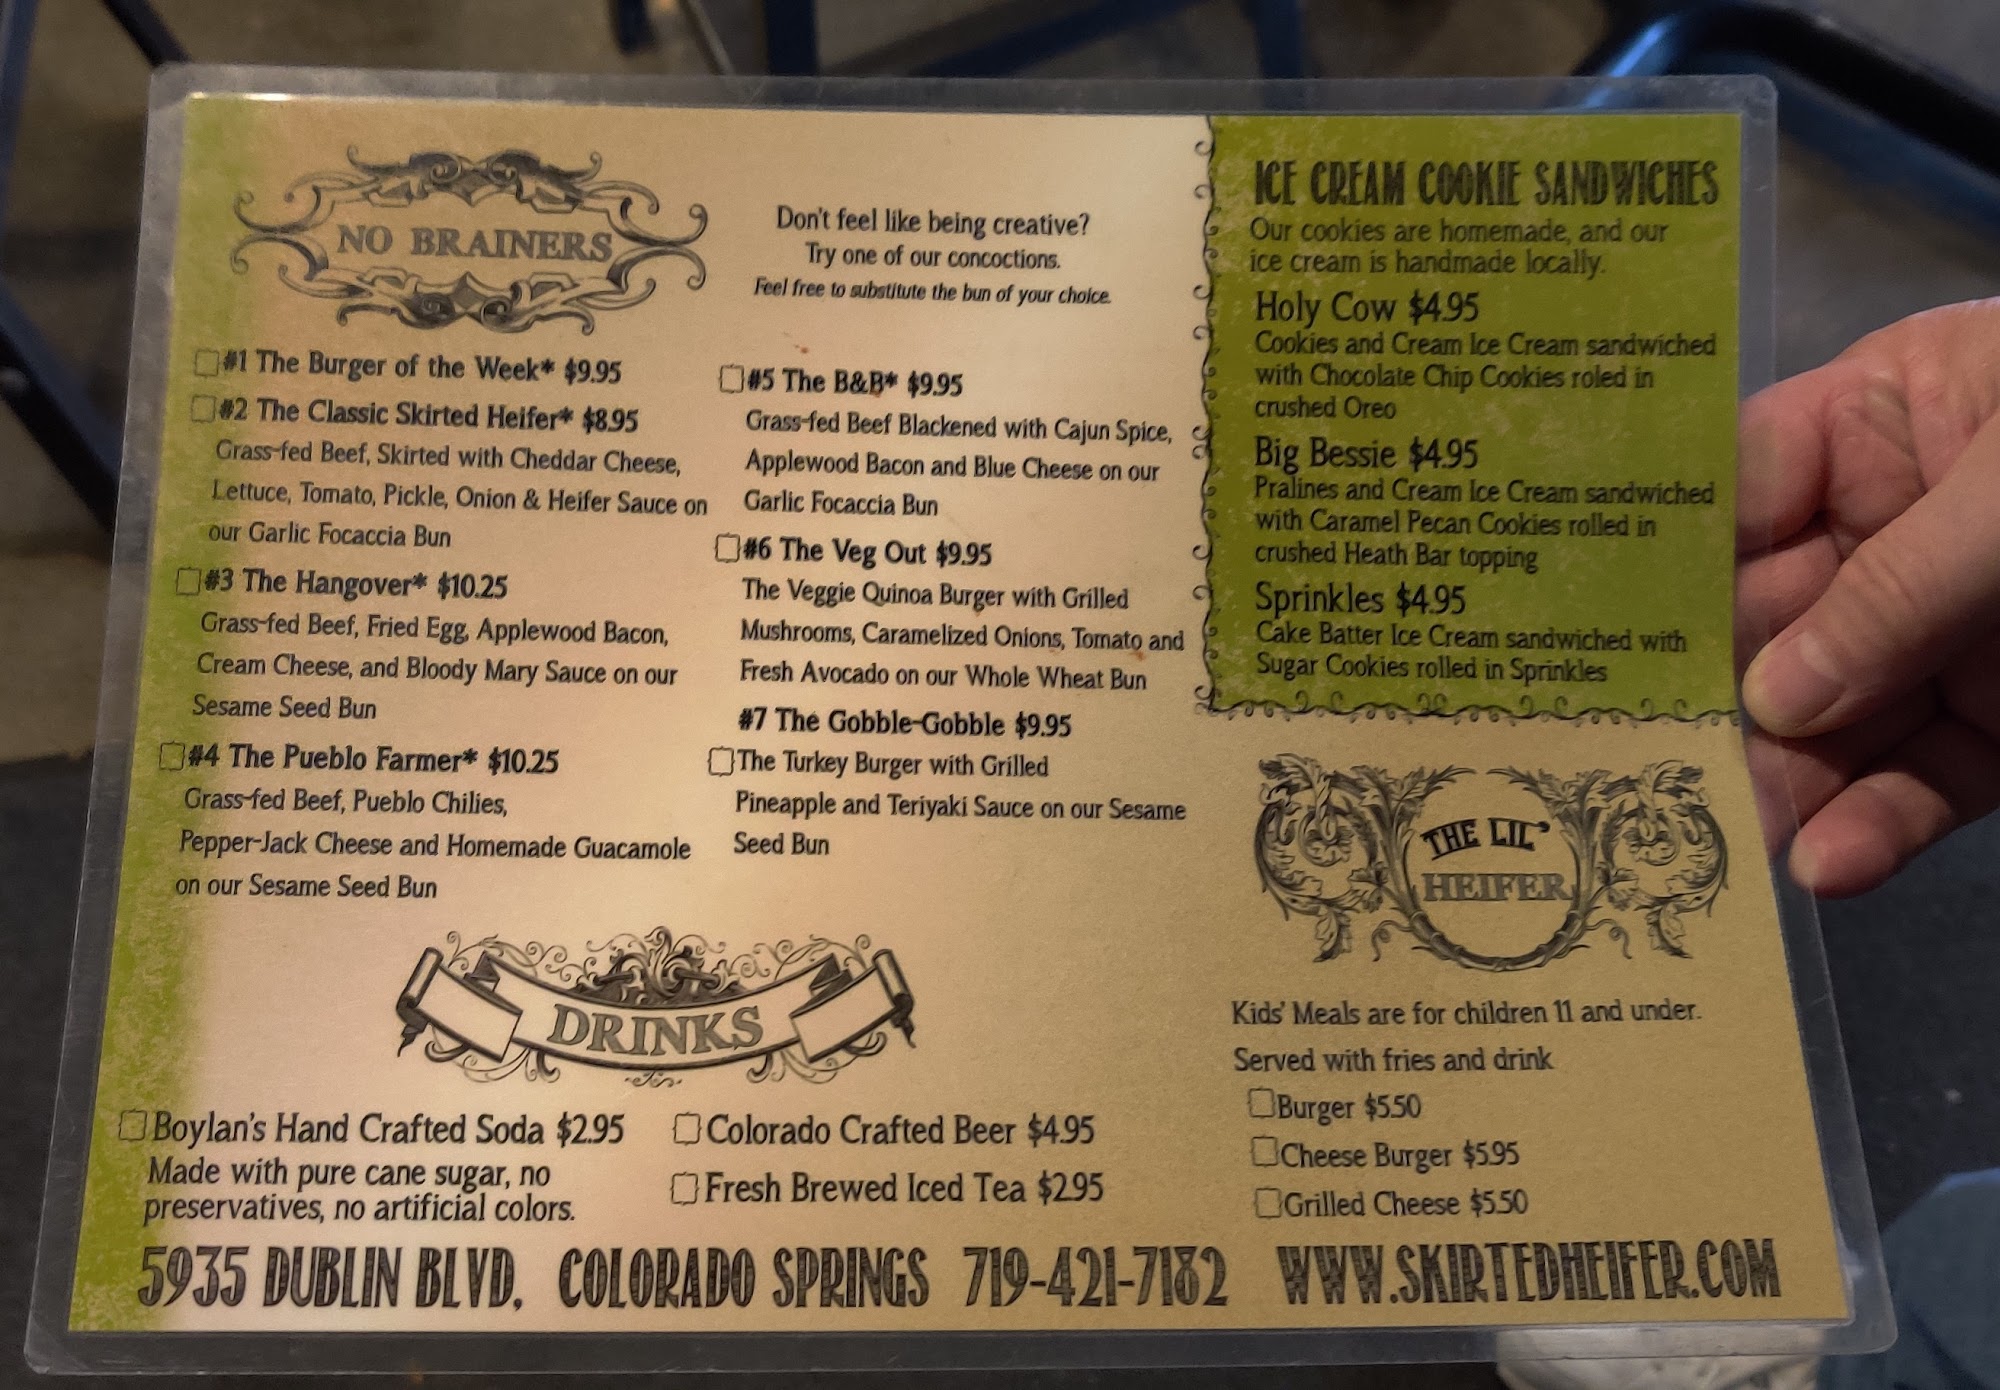 NO BRAINERS
Don't feel like being creative?
Try one of our concoctions.
Feel free to substitute the bun of your choice.
#1 The Burger of the Week* $9.95
#2 The Classic Skirted Heifer* $8.95
Grass-fed Beef, Skirted with Cheddar Cheese,
Lettuce, Tomato, Pickle, Onion & Heifer Sauce on
our Garlic Focaccia Bun
#3 The Hangover* $10.25
Grass-fed Beef, Fried Egg, Applewood Bacon,
Cream Cheese, and Bloody Mary Sauce on our
Sesame Seed Bun
#4 The Pueblo Farmer* $10.25
Grass-fed Beef, Pueblo Chilies,
Pepper-Jack Cheese and Homemade Guacamole
on our Sesame Seed Bun
#5 The B&B* $9.95
Grass-fed Beef Blackened with Cajun Spice,
Applewood Bacon and Blue Cheese on our
Garlic Focaccia Bun
#6 The Veg Out $9.95
The Veggie Quinoa Burger with Grilled
Mushrooms, Caramelized Onions, Tomato and
Fresh Avocado on our Whole Wheat Bun
#7 The Gobble-Gobble $9.95
The Turkey Burger with Grilled
Pineapple and Teriyaki Sauce on our Sesame
Seed Bun
ICE CREAM COOKIE SANDWICHES
Our cookies are homemade, and our
ice cream is handmade locally.
Holy Cow $4.95
Cookies and Cream Ice Cream sandwiched
with Chocolate Chip Cookies roled in
crushed Oreo
Big Bessie $4.95
Pralines and Cream Ice Cream sandwiched
with Caramel Pecan Cookies rolled in
crushed Heath Bar topping
Sprinkles $4.95
Cake Batter Ice Cream sandwiched with
Sugar Cookies rolled in Sprinkles
THE LIL'
HEIFER
Kids' Meals are for children 11 and under.
Served with fries and drink
Burger $5.50
Cheese Burger $5.95
Grilled Cheese $5.50
DRINKS
Boylan's Hand Crafted Soda $2.95
Made with pure cane sugar, no
preservatives, no artificial colors.
Colorado Crafted Beer $4.95
Fresh Brewed Iced Tea $2.95
5935 DUBLIN BLVD, COLORADO SPRINGS 719-421-7182 WWW.SKIRTEDHEIFER.COM